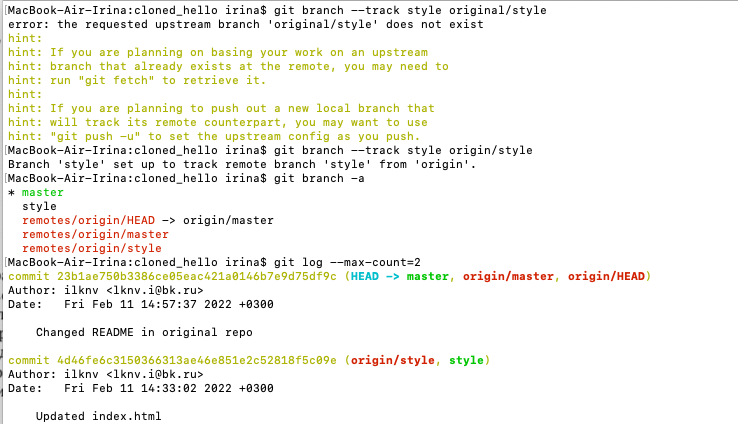 [MacBook-Air-Irina:cloned_hello irina$ git branch --track style original/style
error: the requested upstream branch 'original/style' does not exist
hint:
hint: If you are planning on basing your work on an upstream
hint: branch that already exists at the remote, you may need to
hint: run "git fetch" to retrieve it.
hint:
hint: If you are planning to push out a new local branch that
hint: will track its remote counterpart, you may want to use
hint: "git push -u" to set the upstream config as you push.
[MacBook-Air-Irina:cloned_hello irina$ git branch --track style origin/style
Branch 'style' set up to track remote branch 'style' from 'origin'.
[MacBook-Air-Irina:cloned_hello irina$ git branch -a
* master
  style
  remotes/origin/HEAD -> origin/master
  remotes/origin/master
  remotes/origin/style
[MacBook-Air-Irina:cloned_hello irina$ git log --max-count=2
commit 23b1ae750b3386ce05eac421a0146b7e9d75df9c (HEAD -> master, origin/master, origin/HEAD)
Author: ilknv <lknv.i@bk.ru>
Date:   Fri Feb 11 14:57:37 2022 +0300

    Changed README in original repo

commit 4d46fe6c3150366313ae46e851e2c52818f5c09e (origin/style, style)
Author: ilknv <lknv.i@bk.ru>
Date:   Fri Feb 11 14:33:02 2022 +0300

    Updated index.html